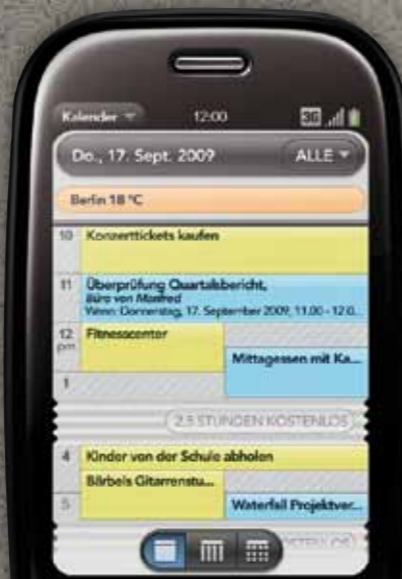 Kalender 12:00 3G
Do., 17. Sept. 2009 ALLE
Berlin 18 °C
10 Konzerttickets kaufen
11 Überprüfung Quartalsbericht,
Büro von Manfred
Wenn: Donnerstag, 17. September 2009, 11.00 - 12.0...
12 Fitnesscenter
pm
Mittagessen mit Ka...
1
2,5 STUNDEN KOSTENLOS
4 Kinder von der Schule abholen
Bärbels Gitarrenstu...
5 Waterfall Projektver...
KOSTENLOS